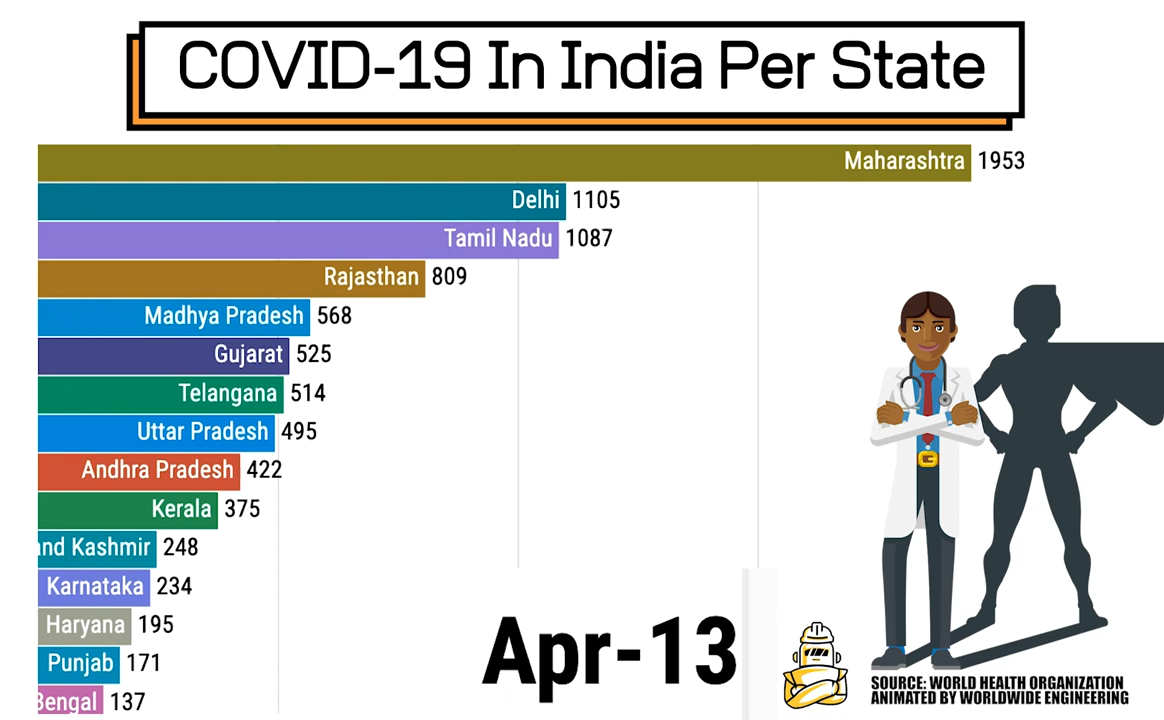 COVID-19 In India Per State
Maharashtra 1953
Delhi 1105
Tamil Nadu 1087
Rajasthan 809
Madhya Pradesh 568
Gujarat 525
Telangana 514
Uttar Pradesh 495
Andhra Pradesh 422
Kerala 375
and Kashmir 248
Karnataka 234
Haryana 195
Punjab 171
Bengal 137
Apr-13
SOURCE: WORLD HEALTH ORGANIZATION
ANIMATED BY WORLDWIDE ENGINEERING